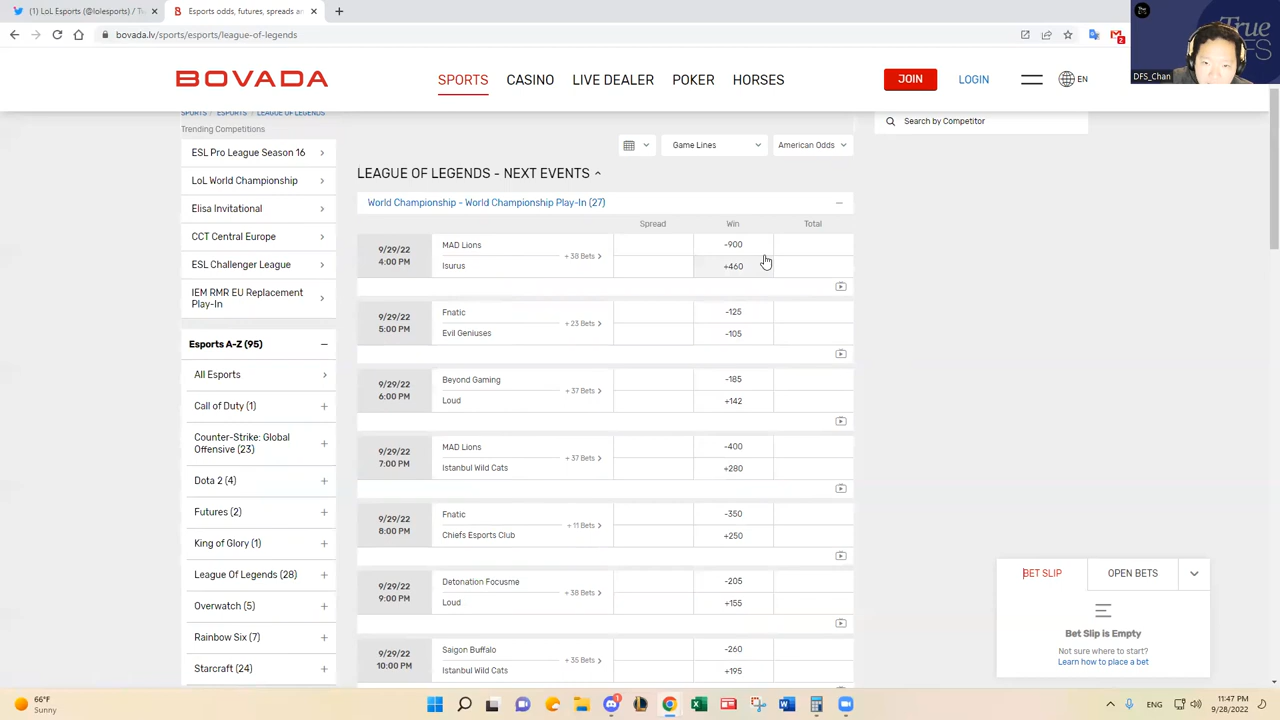 (1) LoL Esports (@lolesports) / Tw
Esports odds, futures, spreads ar
bovada.lv/sports/esports/league-of-legends
2
True
DFS_Chan
BOVADA
SPORTS
CASINO
LIVE DEALER
POKER
HORSES
JOIN
LOGIN
EN
SPORTS / ESPORTS / LEAGUE OF LEGENDS
Trending Competitions
ESL Pro League Season 16
LoL World Championship
Elisa Invitational
CCT Central Europe
ESL Challenger League
IEM RMR EU Replacement
Play-In
Esports A-Z (95)
All Esports
Call of Duty (1)
Counter-Strike: Global
Offensive (23)
Dota 2 (4)
Futures (2)
King of Glory (1)
League Of Legends (28)
Overwatch (5)
Rainbow Six (7)
Starcraft (24)
Game Lines
American Odds
Search by Competitor
LEAGUE OF LEGENDS - NEXT EVENTS
World Championship - World Championship Play-In (27)
Spread Win Total
9/29/22
4:00 PM
MAD Lions -900
+ 38 Bets
Isurus +460
9/29/22
5:00 PM
Fnatic -125
+ 23 Bets
Evil Geniuses -105
9/29/22
6:00 PM
Beyond Gaming -185
+ 37 Bets
Loud +142
9/29/22
7:00 PM
MAD Lions -400
+ 37 Bets
Istanbul Wild Cats +280
9/29/22
8:00 PM
Fnatic -350
+ 11 Bets
Chiefs Esports Club +250
9/29/22
9:00 PM
Detonation Focusme -205
+ 38 Bets
Loud +155
9/29/22
10:00 PM
Saigon Buffalo -260
+ 35 Bets
Istanbul Wild Cats +195
BET SLIP
OPEN BETS
Bet Slip is Empty
Not sure where to start?
Learn how to place a bet
66°F
Sunny
1
ENG
11:47 PM
9/28/2022